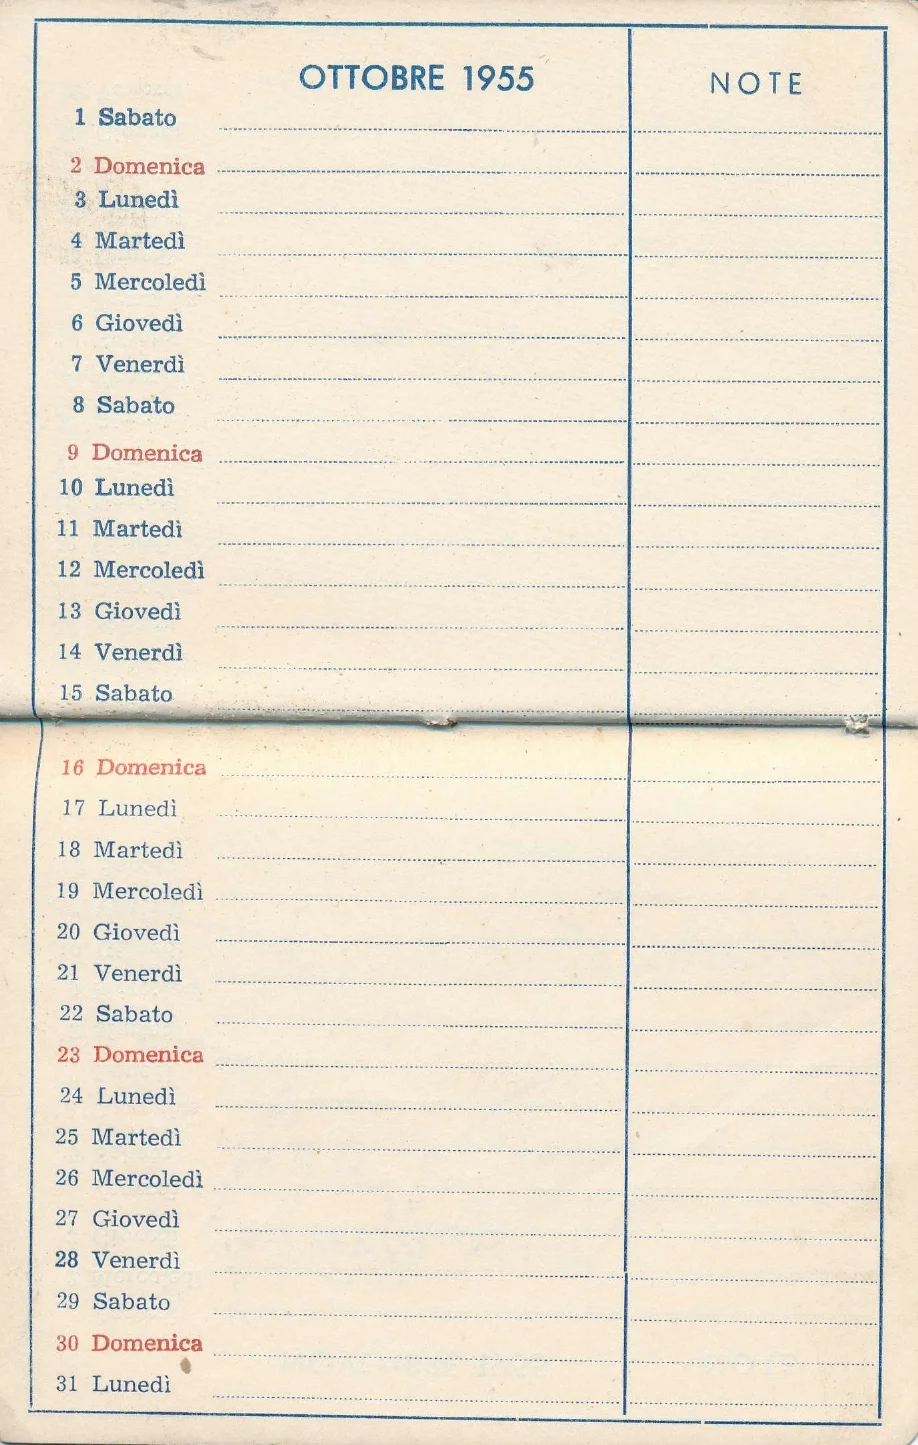 OTTOBRE 1955
NOTE
1 Sabato
2 Domenica
3 Lunedì
4 Martedì
5 Mercoledì
6 Giovedì
7 Venerdì
8 Sabato
9 Domenica
10 Lunedì
11 Martedì
12 Mercoledì
13 Giovedì
14 Venerdì
15 Sabato
16 Domenica
17 Lunedì
18 Martedì
19 Mercoledì
20 Giovedì
21 Venerdì
22 Sabato
23 Domenica
24 Lunedì
25 Martedì
26 Mercoledì
27 Giovedì
28 Venerdì
29 Sabato
30 Domenica
31 Lunedì